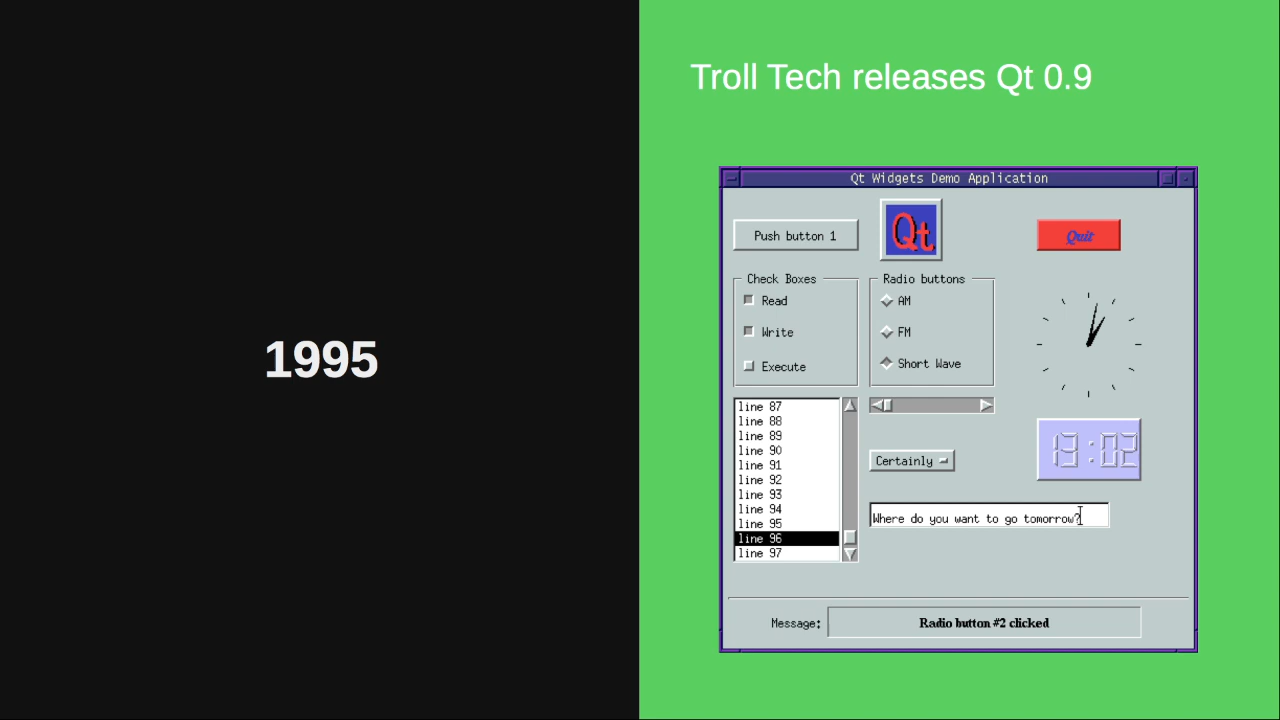 1995
Troll Tech releases Qt 0.9
Qt Widgets Demo Application
Push button 1
Qt
Quit
Check Boxes
Read
Write
Execute
Radio buttons
AM
FM
Short Wave
line 87
line 88
line 89
line 90
line 91
line 92
line 93
line 94
line 95
line 96
line 97
Certainly
13:02
Where do you want to go tomorrow?
Message: Radio button #2 clicked